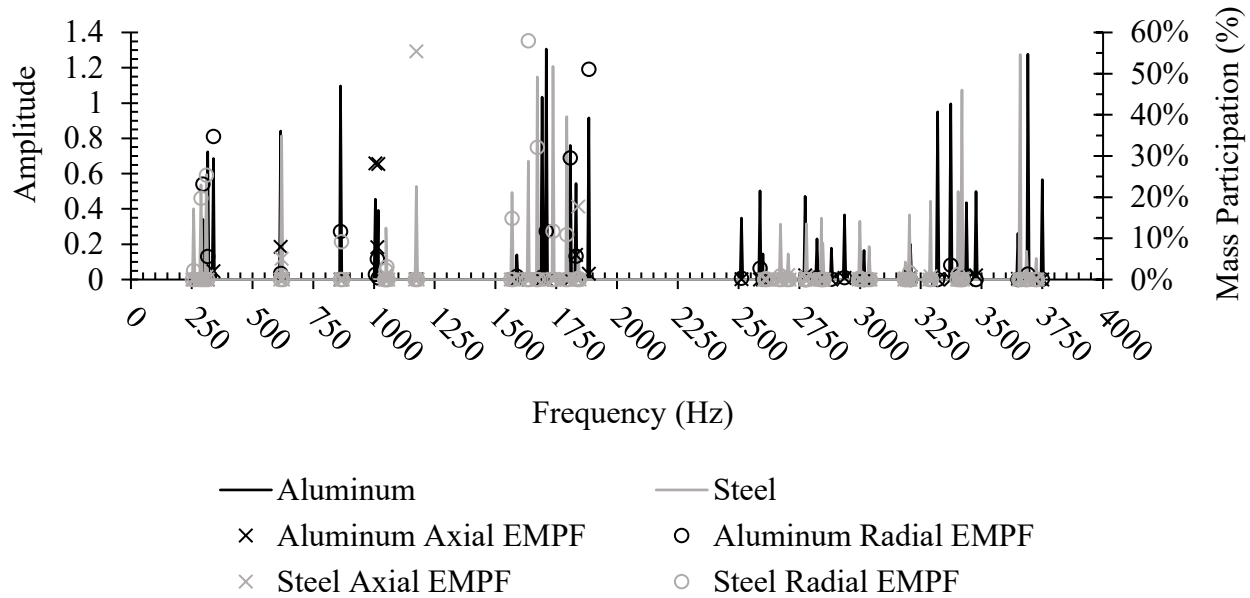 1.4
1.2
1
0.8
0.6
0.4
0.2
0
Amplitude
60%
50%
40%
30%
20%
10%
0%
Mass Participation (%)
0 250 500 750 1000 1250 1500 1750 2000 2250 2500 2750 3000 3250 3500 3750 4000
Frequency (Hz)
Aluminum Steel
Aluminum Axial EMPF Aluminum Radial EMPF
Steel Axial EMPF Steel Radial EMPF